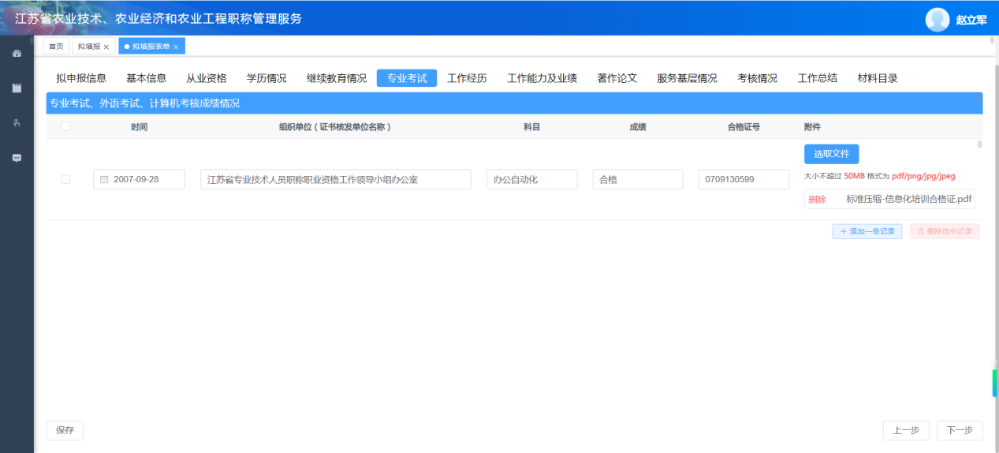 江苏省农业技术、农业经济和农业工程职称管理服务
赵立军
首页 拟填报 × 拟填报表单 ×
拟申报信息 基本信息 从业资格 学历情况 继续教育情况 专业考试 工作经历 工作能力及业绩 著作论文 服务基层情况 考核情况 工作总结 材料目录
专业考试、外语考试、计算机考核成绩情况
时间 组织单位（证书核发单位名称） 科目 成绩 合格证号 附件
选取文件
2007-09-28 江苏省专业技术人员职称职业资格工作领导小组办公室 办公自动化 合格 0709130599
大小不超过 50MB 格式为 pdf/png/jpg/jpeg
删除 标准压缩-信息化培训合格证.pdf
+ 添加一条记录 删除选中记录
保存 上一步 下一步